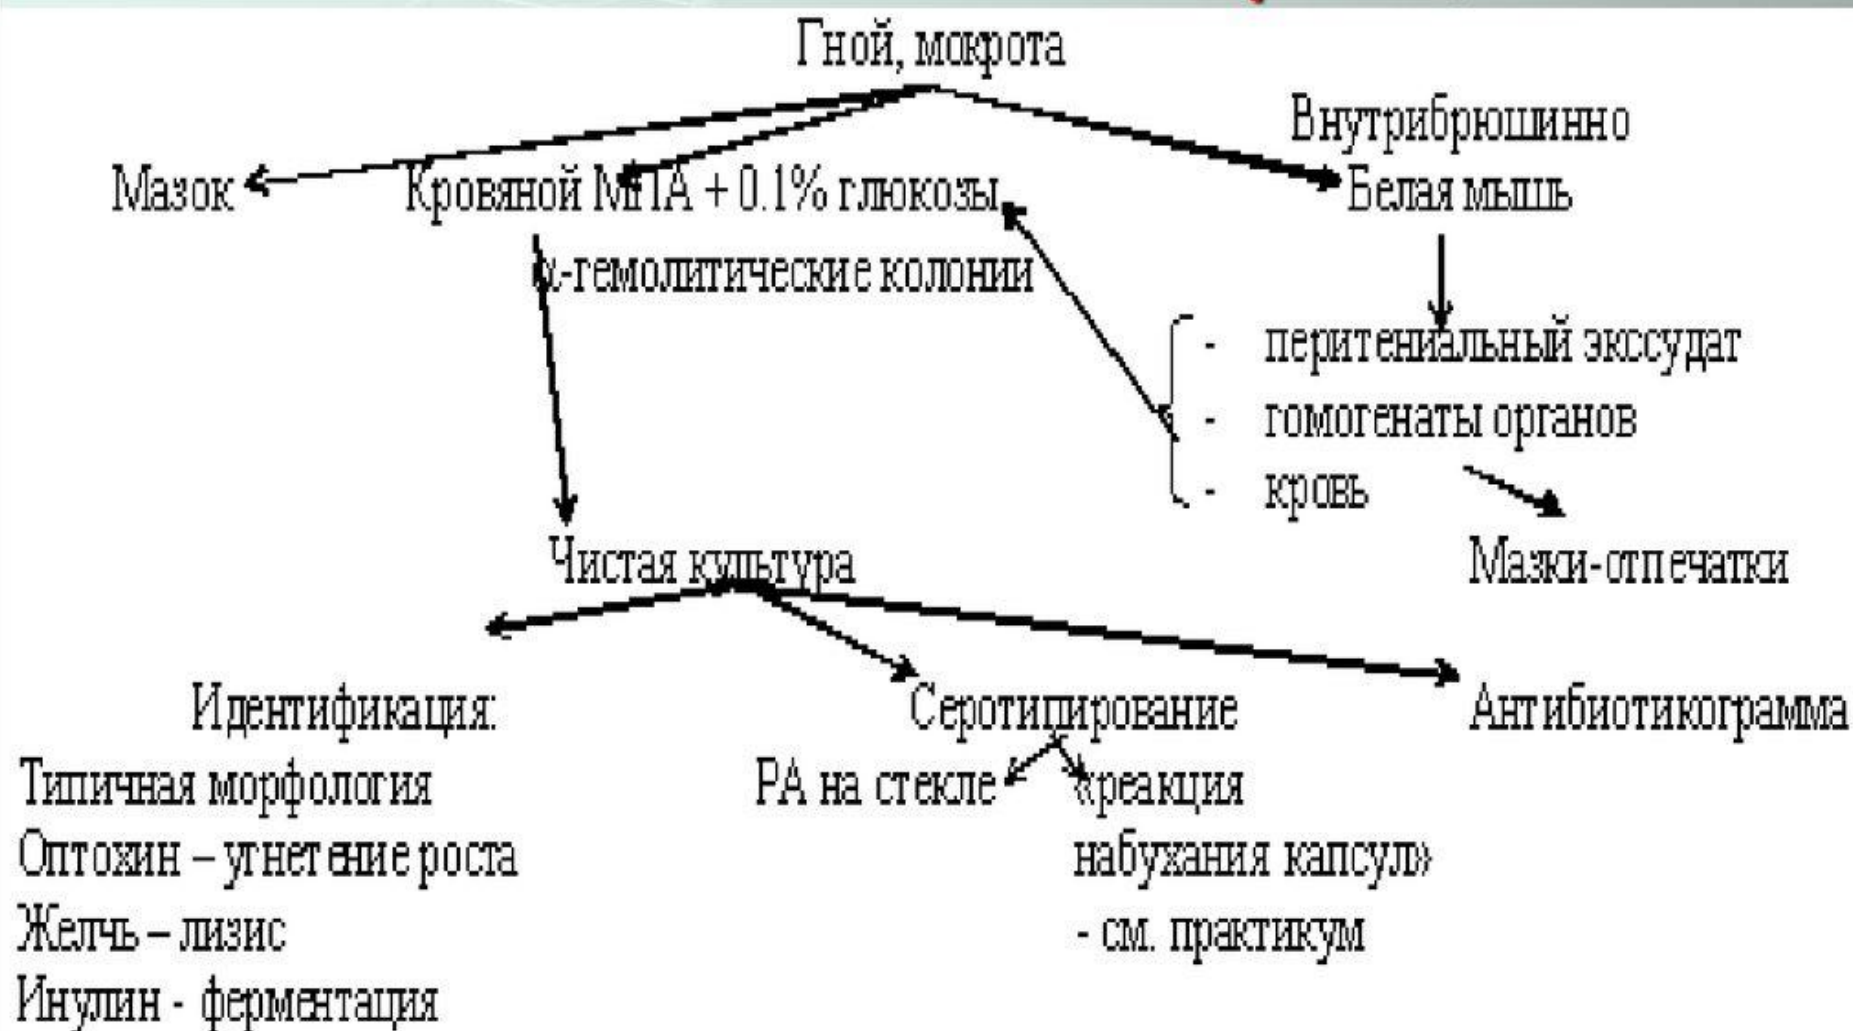 Гной, мокрота
Внутрибрюшинно
Мазок
Кровяной МПА + 0.1% глюкозы
Белая мышь
α-гемолитические колонии
- перитениальный экссудат
- гомогенаты органов
- кровь
Чистая культура
Мазки-отпечатки
Идентификация:
Серотипирование
Антибиотикограмма
Типичная морфология
РА на стекле
«реакция
Оптохин – угнетение роста
набухания капсул»
Желчь – лизис
- см. практикум
Инулин - ферментация